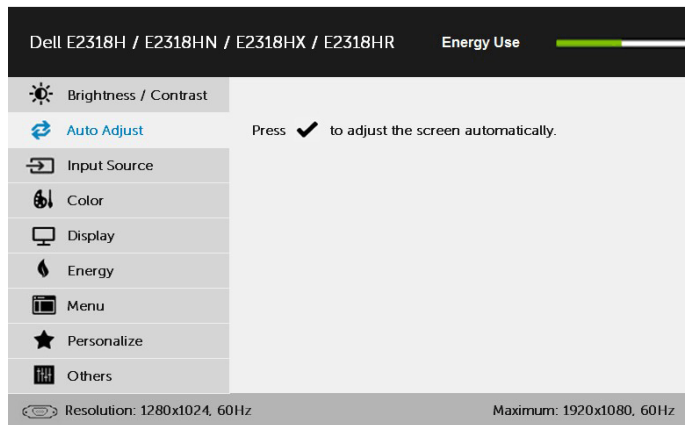 Dell E2318H / E2318HN / E2318HX / E2318HR Energy Use
Brightness / Contrast
Auto Adjust
Press ✔ to adjust the screen automatically.
Input Source
Color
Display
Energy
Menu
Personalize
Others
Resolution: 1280x1024, 60Hz Maximum: 1920x1080, 60Hz